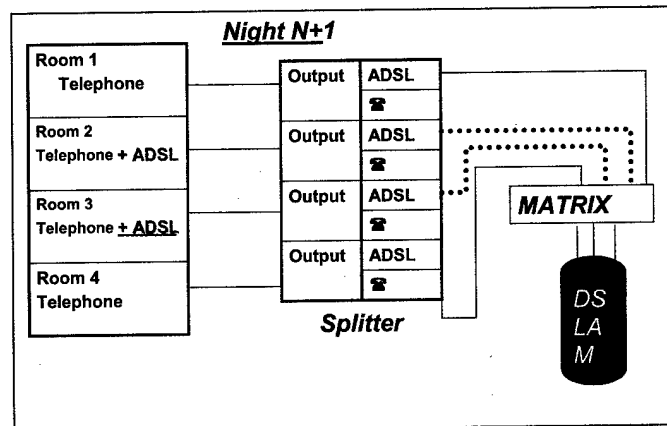 Night N+1
Room 1
Telephone
Room 2
Telephone + ADSL
Room 3
Telephone + ADSL
Room 4
Telephone
Output ADSL
☎
Output ADSL
☎
Output ADSL
☎
Output ADSL
☎
Splitter
MATRIX
DS
LA
M